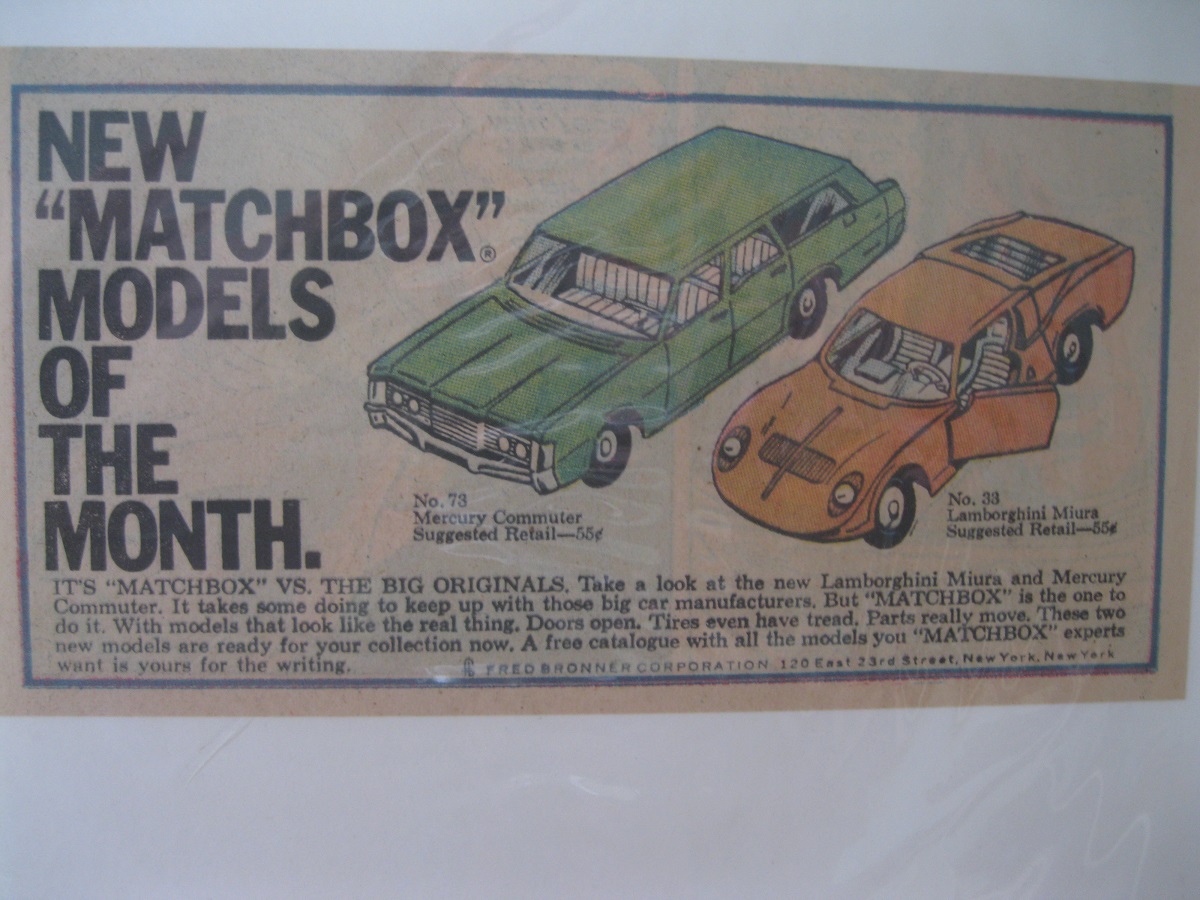 NEW
“MATCHBOX”®
MODELS
OF
THE
MONTH.
No. 73
Mercury Commuter
Suggested Retail—55¢
No. 33
Lamborghini Miura
Suggested Retail—55¢
IT'S “MATCHBOX” VS. THE BIG ORIGINALS. Take a look at the new Lamborghini Miura and Mercury
Commuter. It takes some doing to keep up with those big car manufacturers. But “MATCHBOX” is the one to
do it. With models that look like the real thing. Doors open. Tires even have tread. Parts really move. These two
new models are ready for your collection now. A free catalogue with all the models you “MATCHBOX” experts
want is yours for the writing.
FRED BRONNER CORPORATION 120 East 23rd Street, New York, New York